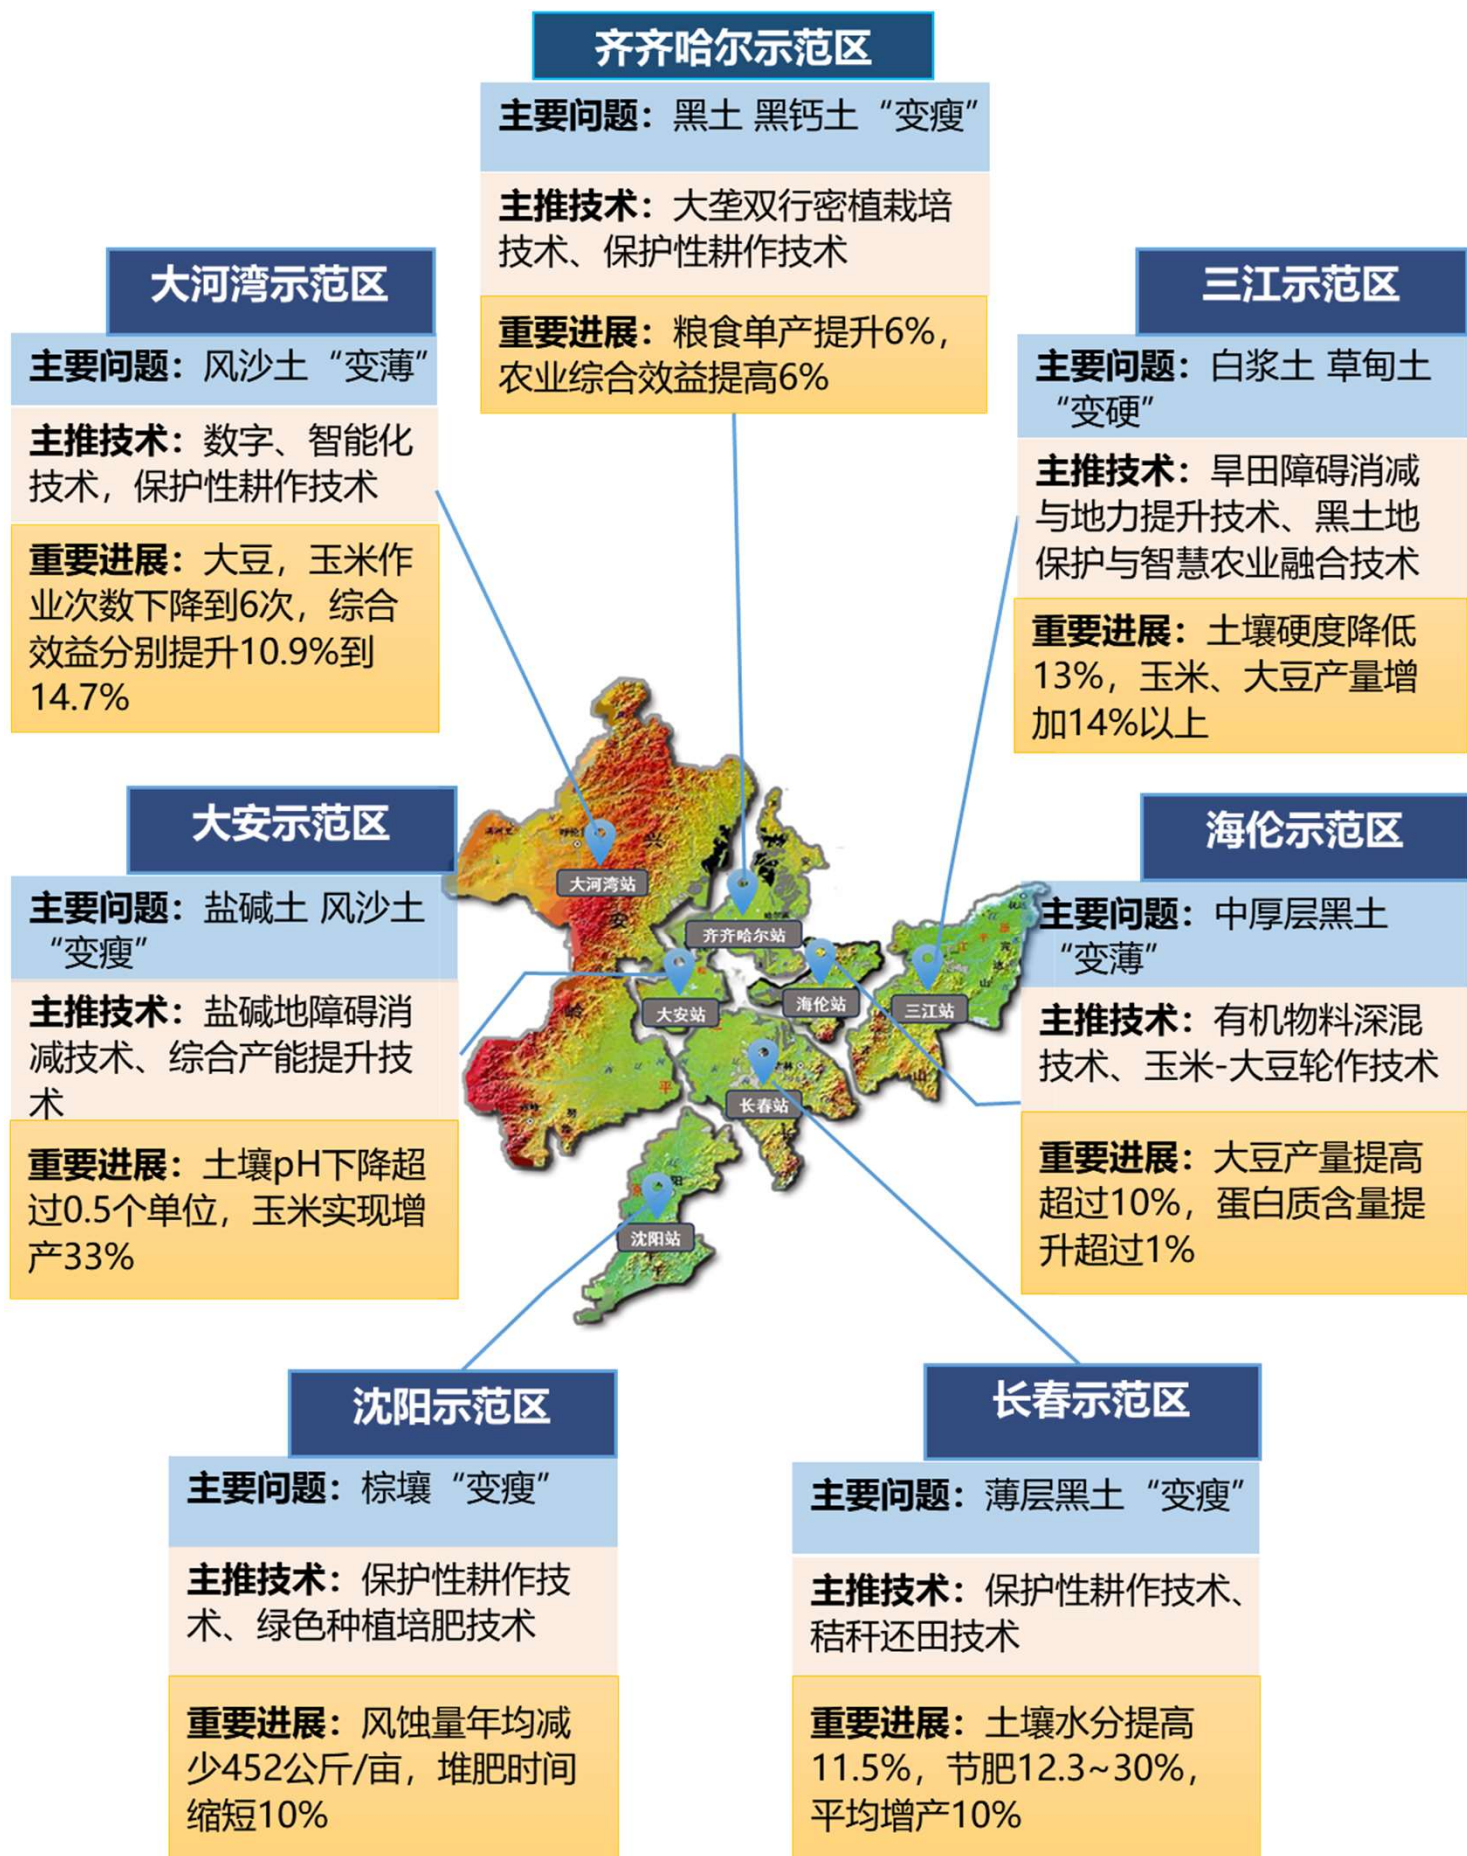 齐齐哈尔示范区
主要问题：黑土 黑钙土 “变瘦”
主推技术：大垄双行密植栽培
技术、保护性耕作技术
重要进展：粮食单产提升6%，
农业综合效益提高6%
大河湾示范区
主要问题：风沙土 “变薄”
主推技术：数字、智能化
技术，保护性耕作技术
重要进展：大豆，玉米作
业次数下降到6次，综合
效益分别提升10.9%到
14.7%
三江示范区
主要问题：白浆土 草甸土
“变硬”
主推技术：旱田障碍消减
与地力提升技术、黑土地
保护与智慧农业融合技术
重要进展：土壤硬度降低
13%，玉米、大豆产量增
加14%以上
大安示范区
主要问题：盐碱土 风沙土
“变瘦”
主推技术：盐碱地障碍消
减技术、综合产能提升技
术
重要进展：土壤pH下降超
过0.5个单位，玉米实现增
产33%
海伦示范区
主要问题：中厚层黑土
“变薄”
主推技术：有机物料深混
技术、玉米-大豆轮作技术
重要进展：大豆产量提高
超过10%，蛋白质含量提
升超过1%
兴
安
大河湾站
齐齐哈尔站
大安站
海伦站
三江站
平
长春站
沈阳站
山
沈阳示范区
主要问题：棕壤 “变瘦”
主推技术：保护性耕作技
术、绿色种植培肥技术
重要进展：风蚀量年均减
少452公斤/亩，堆肥时间
缩短10%
长春示范区
主要问题：薄层黑土 “变瘦”
主推技术：保护性耕作技术、
秸秆还田技术
重要进展：土壤水分提高
11.5%，节肥12.3~30%，
平均增产10%